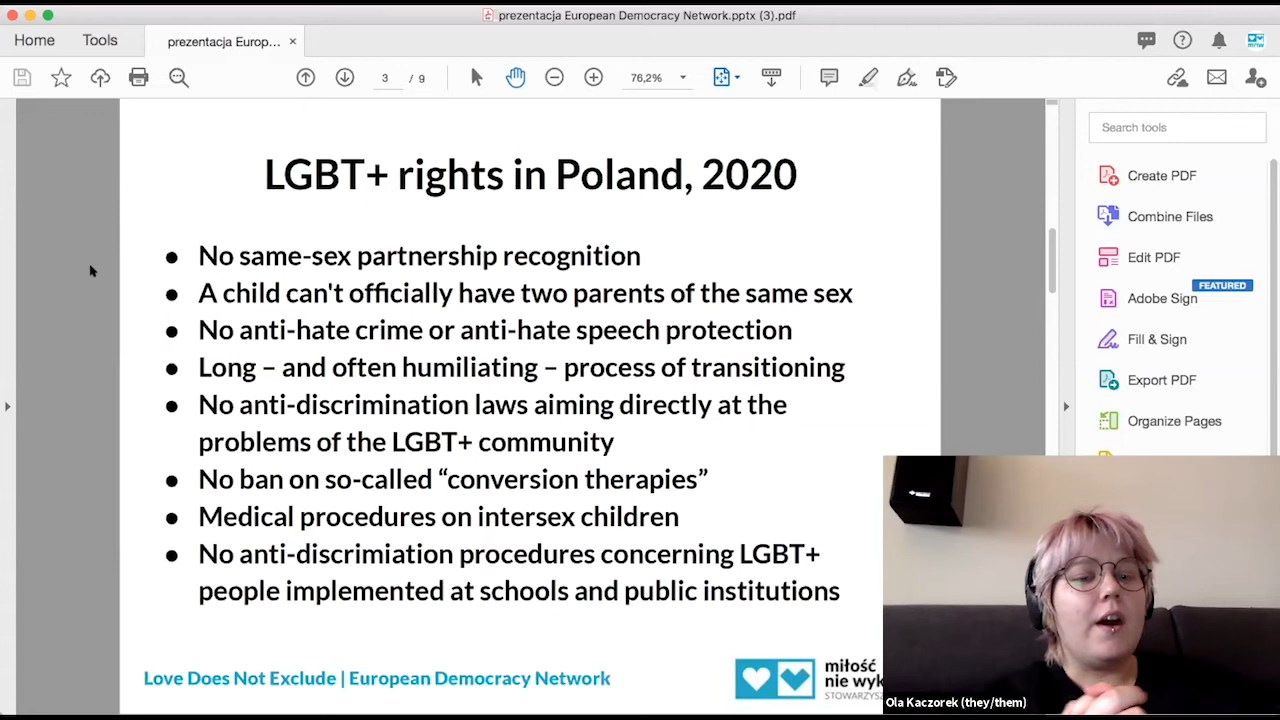 prezentacja European Democracy Network.pptx (3).pdf
Home
Tools
prezentacja Europ...
3 / 9
76,2%
Search tools
LGBT+ rights in Poland, 2020
● No same-sex partnership recognition
● A child can't officially have two parents of the same sex
● No anti-hate crime or anti-hate speech protection
● Long – and often humiliating – process of transitioning
● No anti-discrimination laws aiming directly at the
problems of the LGBT+ community
● No ban on so-called “conversion therapies”
● Medical procedures on intersex children
● No anti-discrimiation procedures concerning LGBT+
people implemented at schools and public institutions
Love Does Not Exclude | European Democracy Network
miłość
nie wyk
STOWARZYSZ
Create PDF
Combine Files
Edit PDF
FEATURED
Adobe Sign
Fill & Sign
Export PDF
Organize Pages
Ola Kaczorek (they/them)